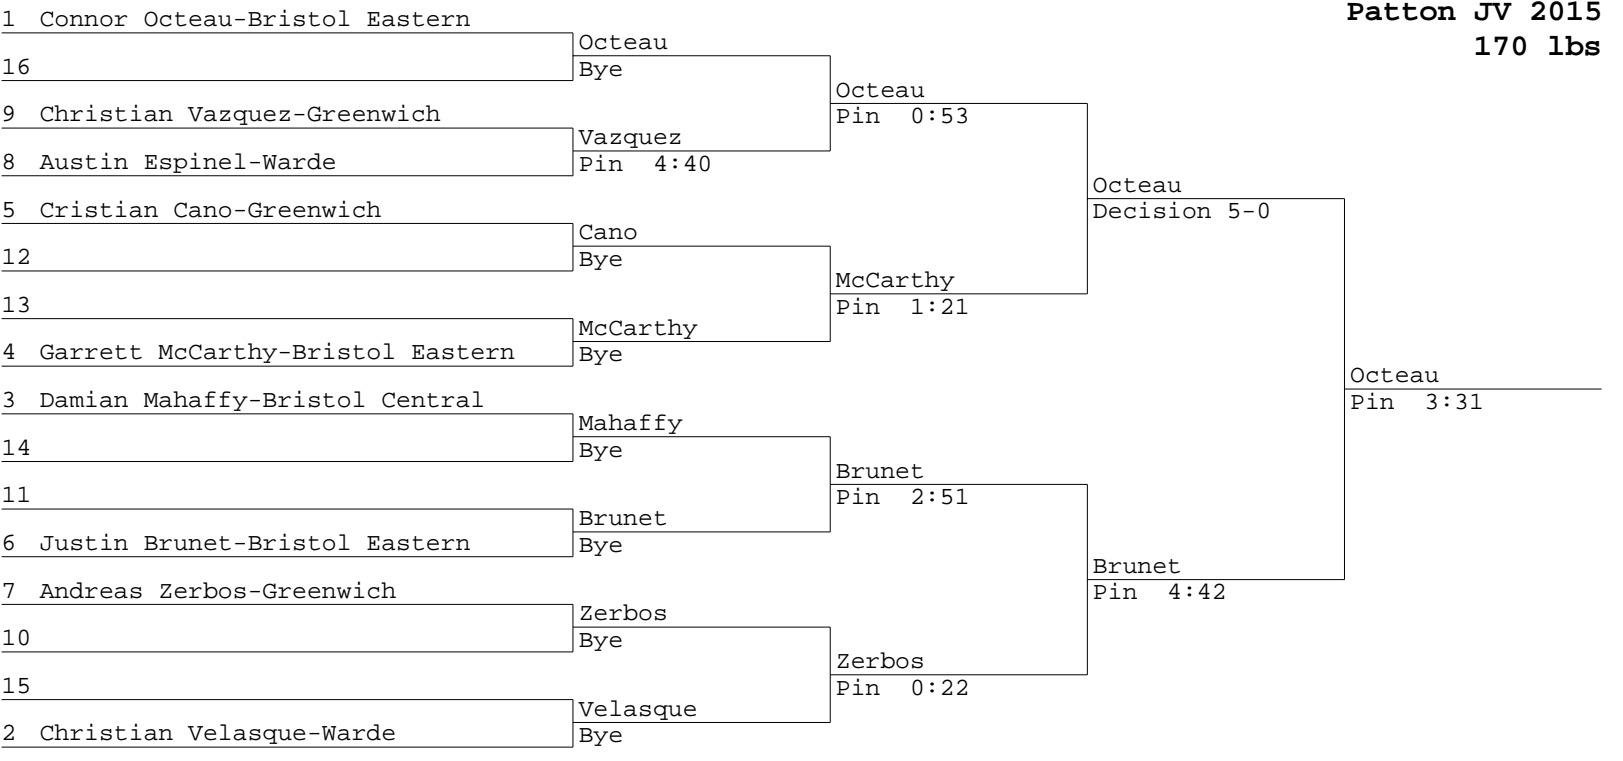 Patton JV 2015
170 lbs
1 Connor Octeau-Bristol Eastern
16
9 Christian Vazquez-Greenwich
8 Austin Espinel-Warde
5 Cristian Cano-Greenwich
12
13
4 Garrett McCarthy-Bristol Eastern
3 Damian Mahaffy-Bristol Central
14
11
6 Justin Brunet-Bristol Eastern
7 Andreas Zerbos-Greenwich
10
15
2 Christian Velasque-Warde
Octeau
Bye
Vazquez
Pin 4:40
Cano
Bye
McCarthy
Bye
Mahaffy
Bye
Brunet
Bye
Zerbos
Bye
Velasque
Bye
Octeau
Pin 0:53
McCarthy
Pin 1:21
Brunet
Pin 2:51
Zerbos
Pin 0:22
Octeau
Decision 5-0
Brunet
Pin 4:42
Octeau
Pin 3:31